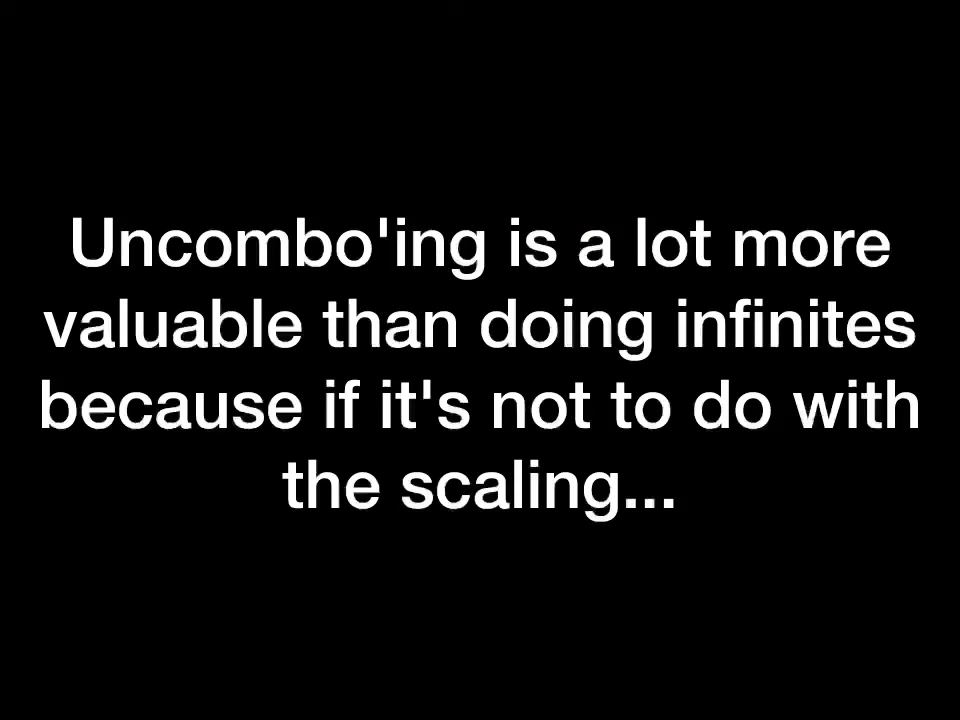 Uncombo'ing is a lot more
valuable than doing infinites
because if it's not to do with
the scaling...